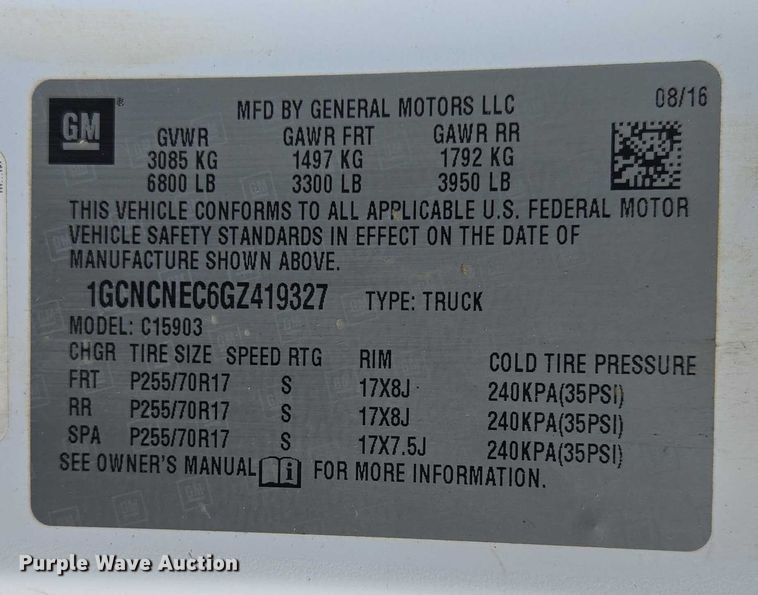 GM ®
MFD BY GENERAL MOTORS LLC
08/16
GVWR GAWR FRT GAWR RR
3085 KG 1497 KG 1792 KG
6800 LB 3300 LB 3950 LB
THIS VEHICLE CONFORMS TO ALL APPLICABLE U.S. FEDERAL MOTOR
VEHICLE SAFETY STANDARDS IN EFFECT ON THE DATE OF
MANUFACTURE SHOWN ABOVE.
1GCNCNEC6GZ419327 TYPE: TRUCK
MODEL: C15903
CHGR TIRE SIZE SPEED RTG RIM COLD TIRE PRESSURE
FRT P255/70R17 S 17X8J 240KPA(35PSI)
RR P255/70R17 S 17X8J 240KPA(35PSI)
SPA P255/70R17 S 17X7.5J 240KPA(35PSI)
SEE OWNER'S MANUAL i FOR MORE INFORMATION.
Purple Wave Auction